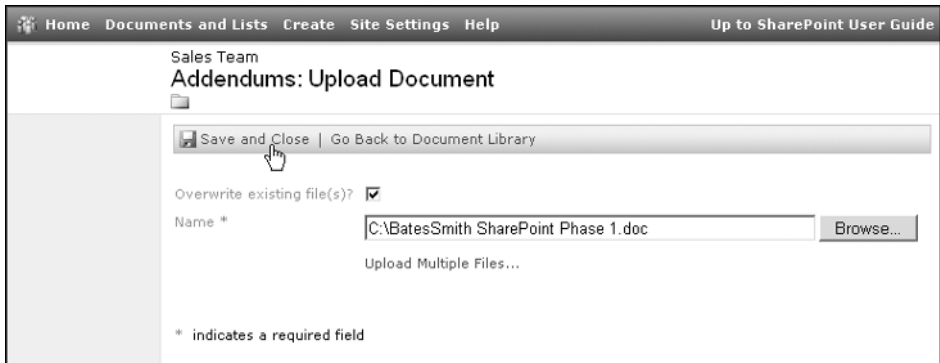 Home Documents and Lists Create Site Settings Help Up to SharePoint User Guide
Sales Team
Addendums: Upload Document
Save and Close | Go Back to Document Library
Overwrite existing file(s)?
Name * C:\BatesSmith SharePoint Phase 1.doc Browse...
Upload Multiple Files...
* indicates a required field